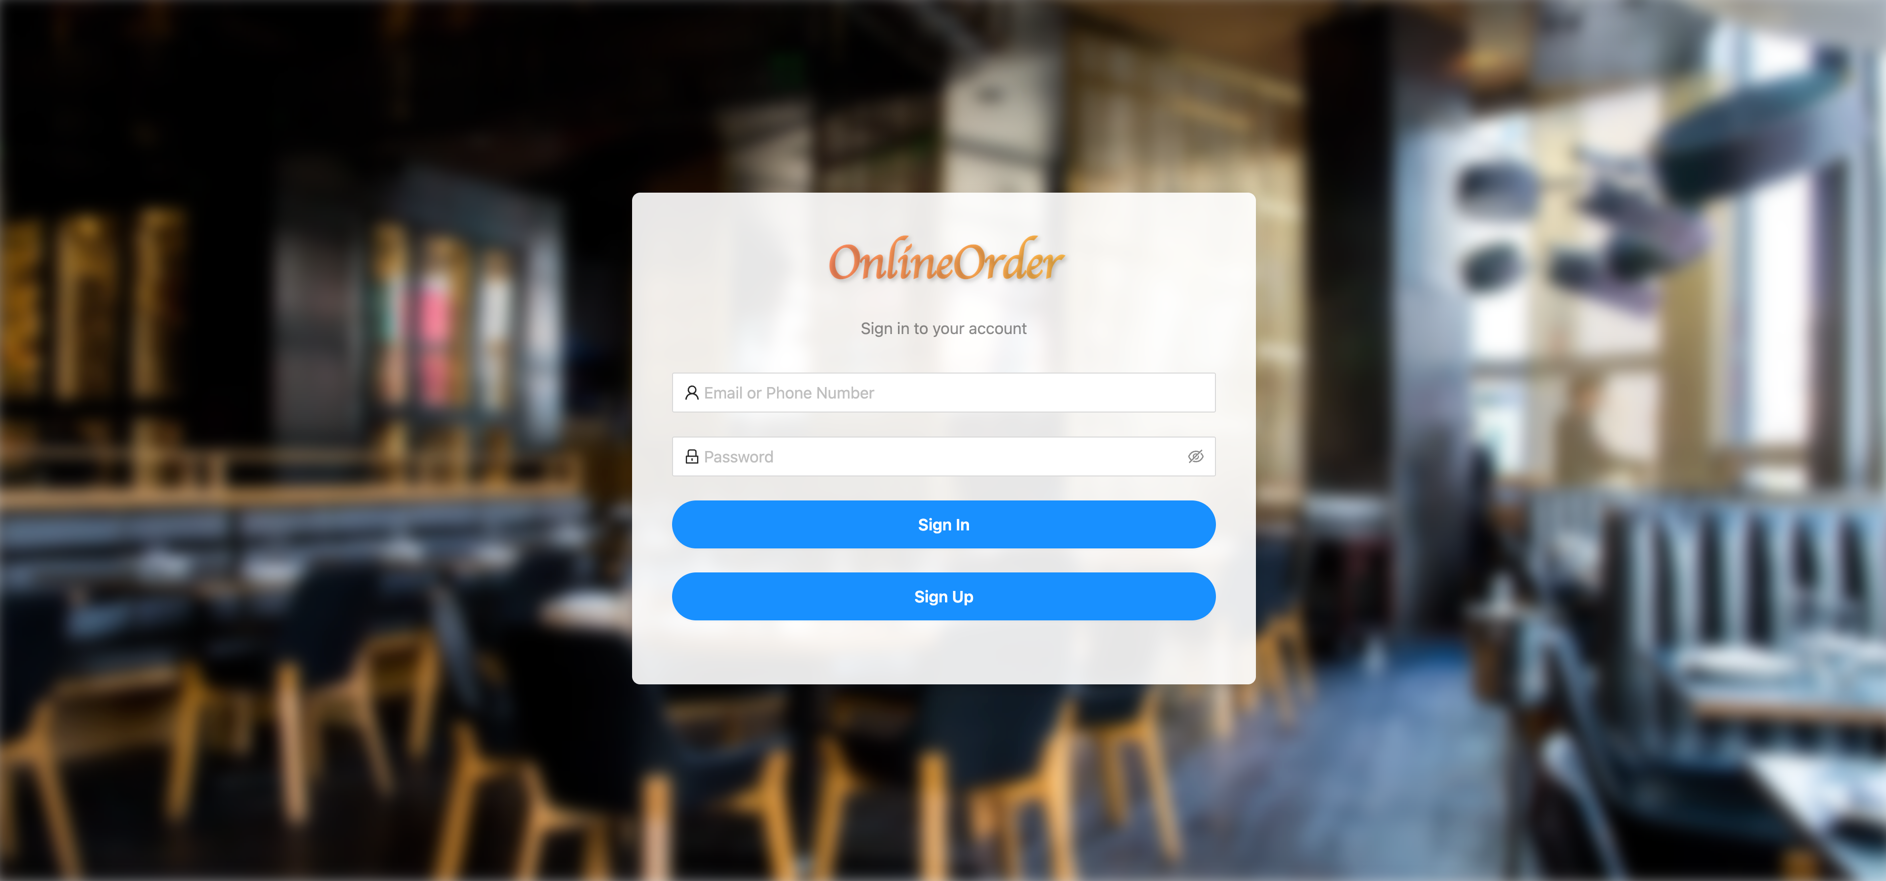 OnlineOrder
Sign in to your account
Email or Phone Number
Password
Sign In
Sign Up